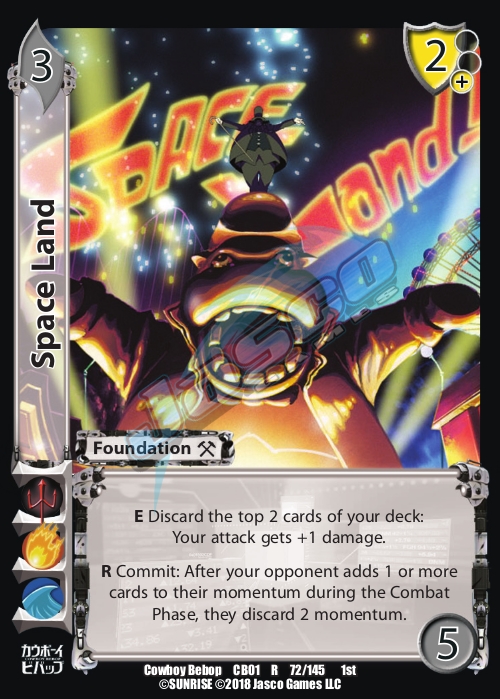 3
2
+
SPACE Land!
Space Land
Foundation
E Discard the top 2 cards of your deck:
Your attack gets +1 damage.
R Commit: After your opponent adds 1 or more
cards to their momentum during the Combat
Phase, they discard 2 momentum.
5
カウボーイ
ビバップ
Cowboy Bebop CB01 R 72/145 1st
©SUNRISE ©2018 Jasco Games LLC
JASCO